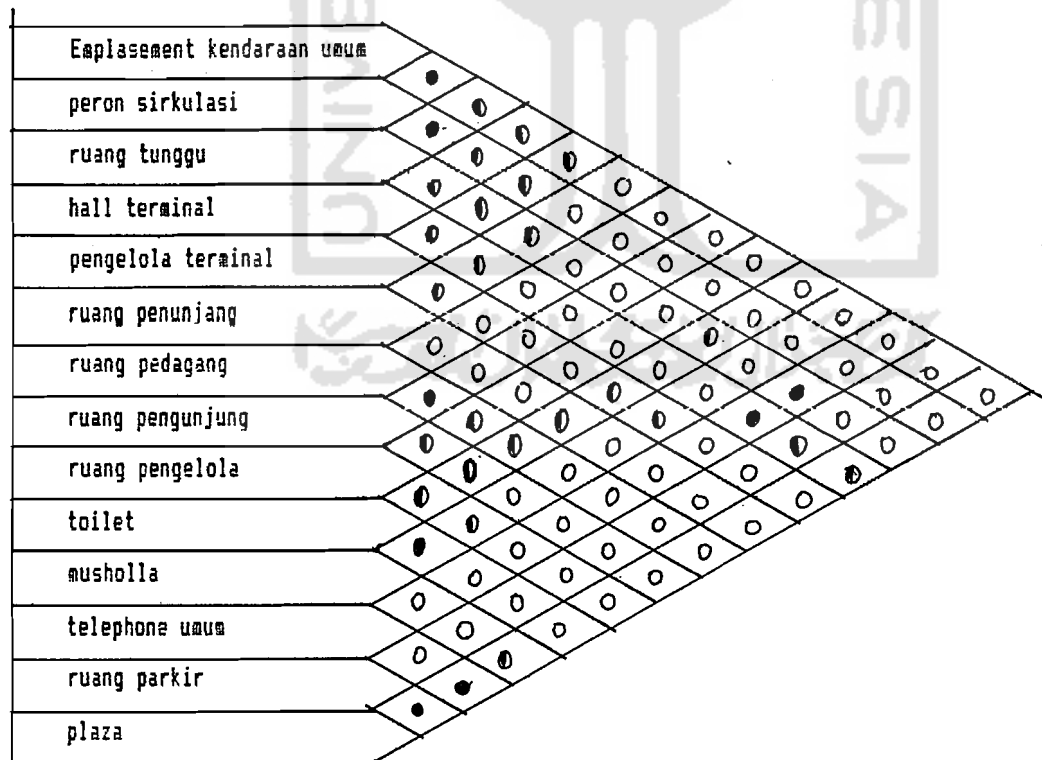 Emplasement kendaraan umum
peron sirkulasi
ruang tunggu
hall terminal
pengelola terminal
ruang penunjang
ruang pedagang
ruang pengunjung
ruang pengelola
toilet
musholla
telephone umum
ruang parkir
plaza